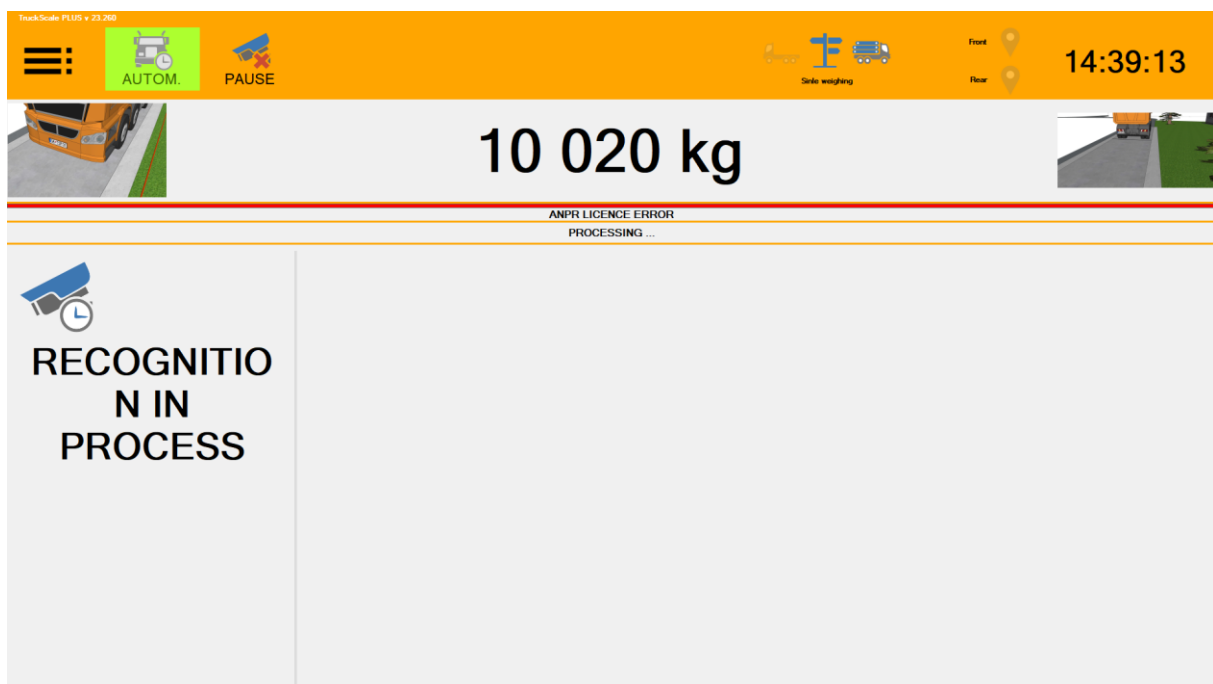 TruckScale PLUS v 23.260
AUTOM.
PAUSE
Sinle weighing
Front
Rear
14:39:13
10 020 kg
ANPR LICENCE ERROR
PROCESSING ...
RECOGNITIO
N IN
PROCESS